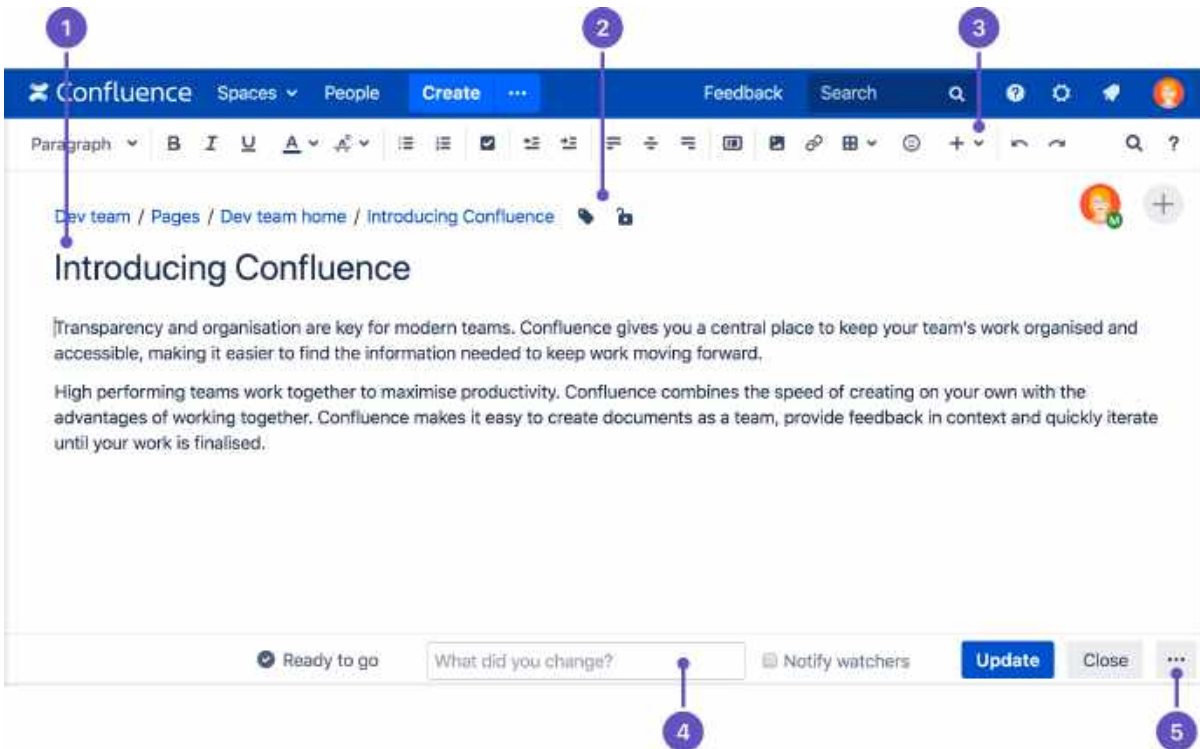 1 2 3
Confluence Spaces People Create ··· Feedback Search ?
Paragraph B I U A ?
Dev team / Pages / Dev team home / Introducing Confluence
M
Introducing Confluence
Transparency and organisation are key for modern teams. Confluence gives you a central place to keep your team's work organised and
accessible, making it easier to find the information needed to keep work moving forward.
High performing teams work together to maximise productivity. Confluence combines the speed of creating on your own with the
advantages of working together. Confluence makes it easy to create documents as a team, provide feedback in context and quickly iterate
until your work is finalised.
Ready to go What did you change? Notify watchers Update Close ···
4 5